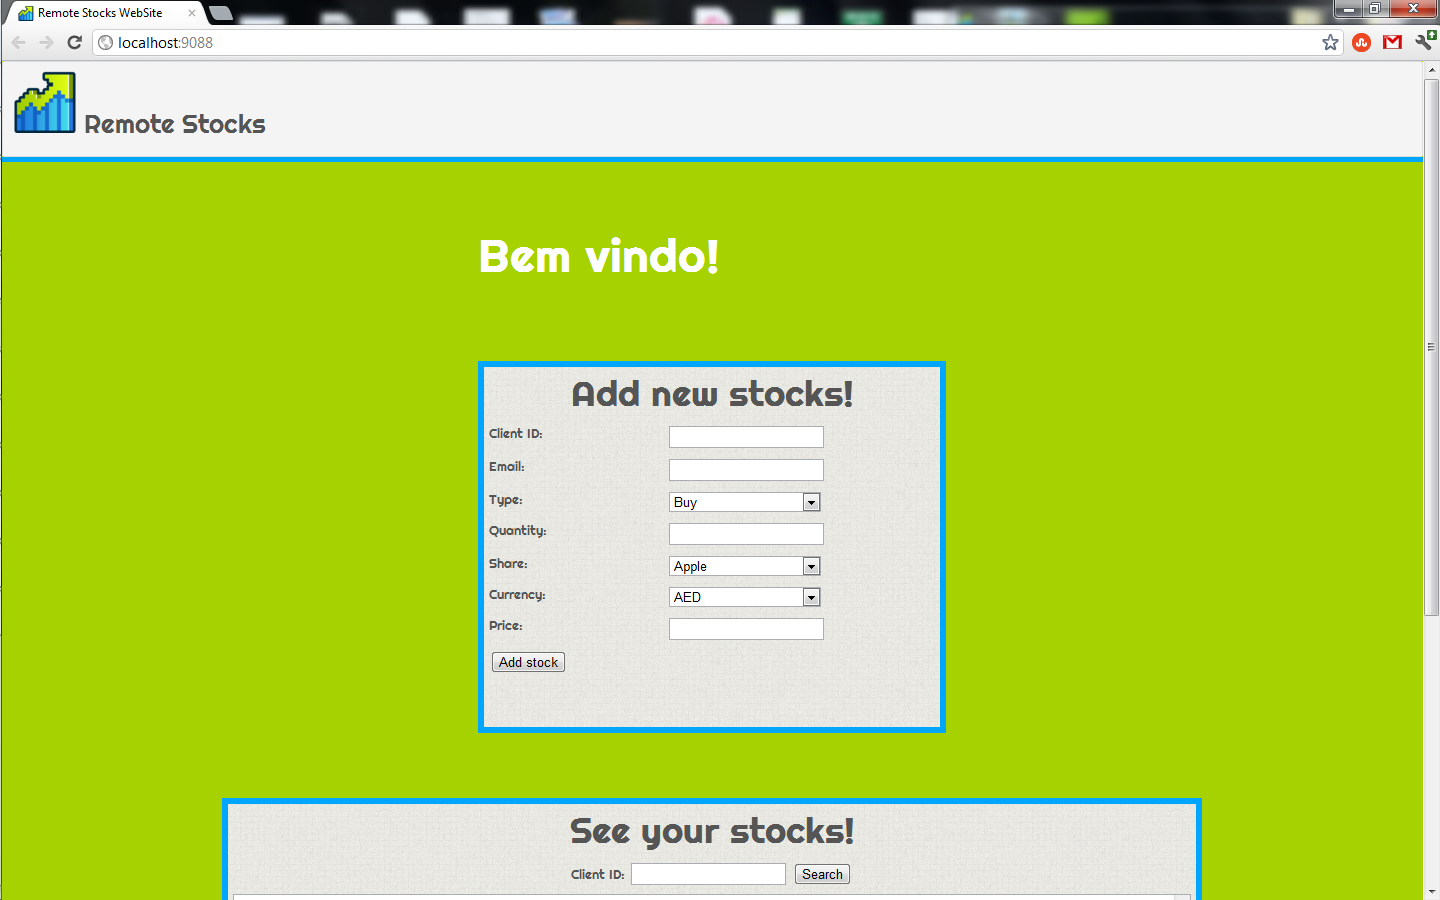 Remote Stocks WebSite
localhost:9088
Remote Stocks
Bem vindo!
Add new stocks!
Client ID:
Email:
Type: Buy
Quantity:
Share: Apple
Currency: AED
Price:
Add stock
See your stocks!
Client ID: Search